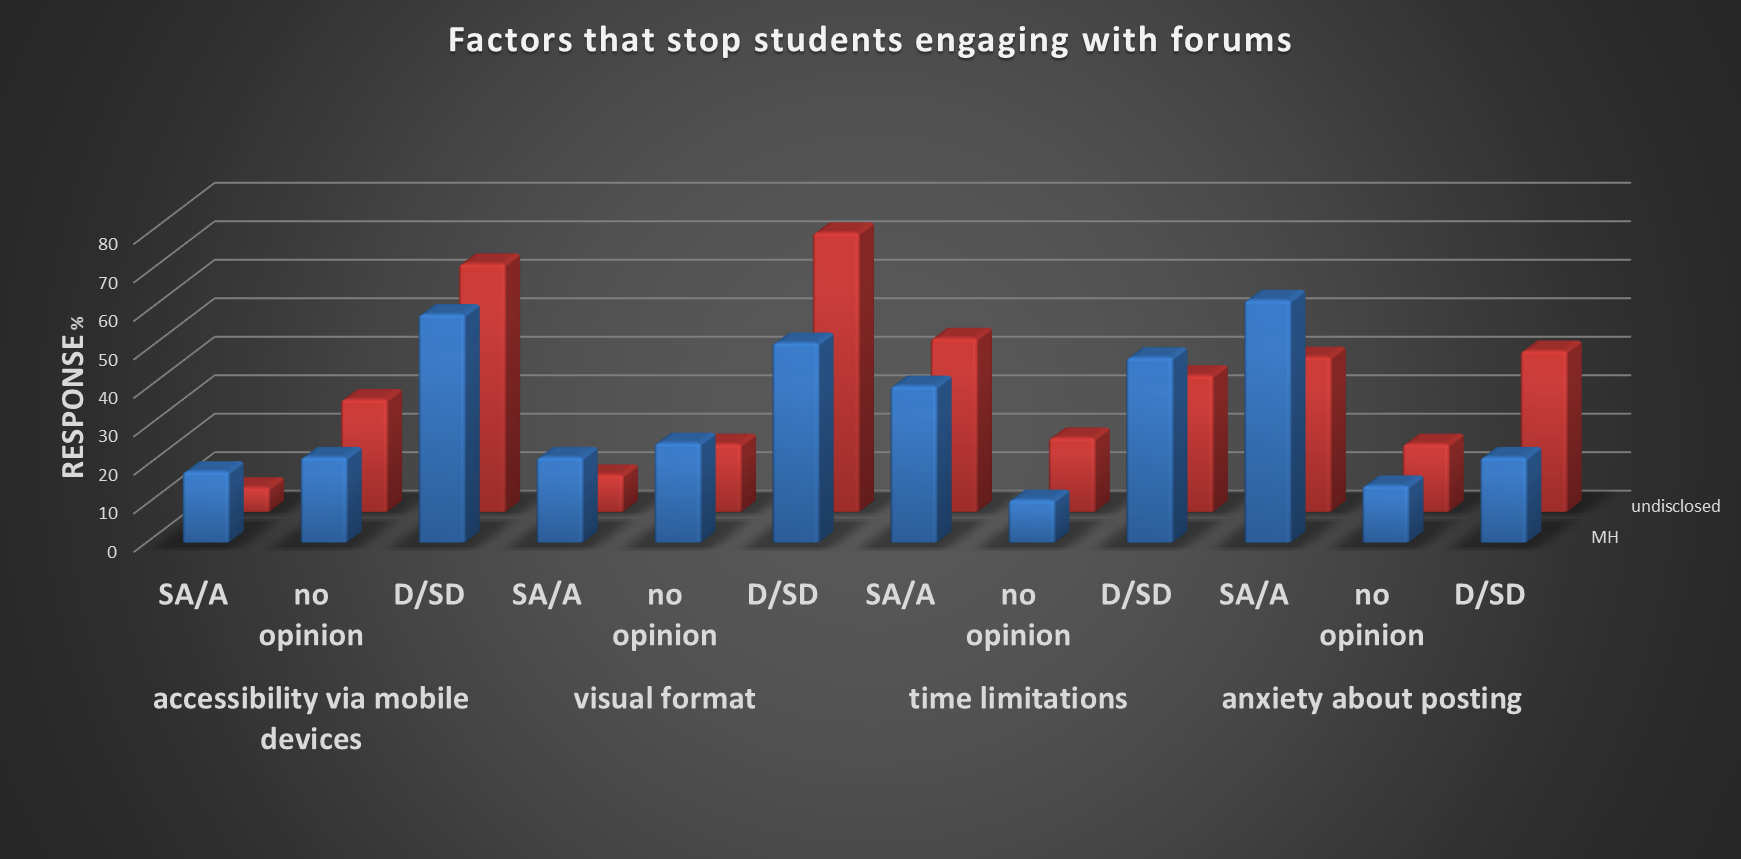 Factors that stop students engaging with forums
80
70
60
50
40
30
20
10
0
RESPONSE %
undisclosed
MH
SA/A no opinion D/SD SA/A no opinion D/SD SA/A no opinion D/SD SA/A no opinion D/SD
accessibility via mobile devices
visual format
time limitations
anxiety about posting